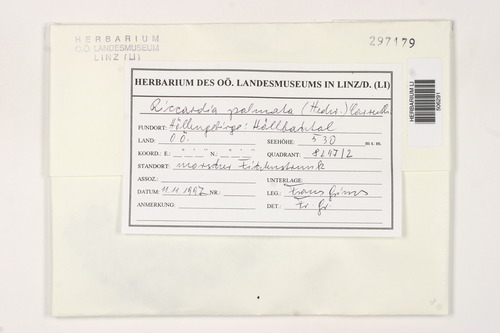 HERBARIUM
O.Ö. LANDESMUSEUM
LINZ (LI)
297179
HERBARIUM LI
506291
HERBARIUM DES OÖ. LANDESMUSEUMS IN LINZ/D. (LI)
Riccardia palmata (Hedw.) Carruth.
FUNDORT: Höllengebirge: Höllbachtal
LAND: O.Ö. SEEHÖHE: 530 m s. m.
KOORD.: E: ° ' " N: ° ' " QUADRANT: 8247/2
STANDORT: morscher Fichtenstrunk
ASSOZ.: UNTERLAGE:
DATUM: 11.11.1997 NR.: LEG.: Franz Grims
ANMERKUNG: DET.: Fr. Gr